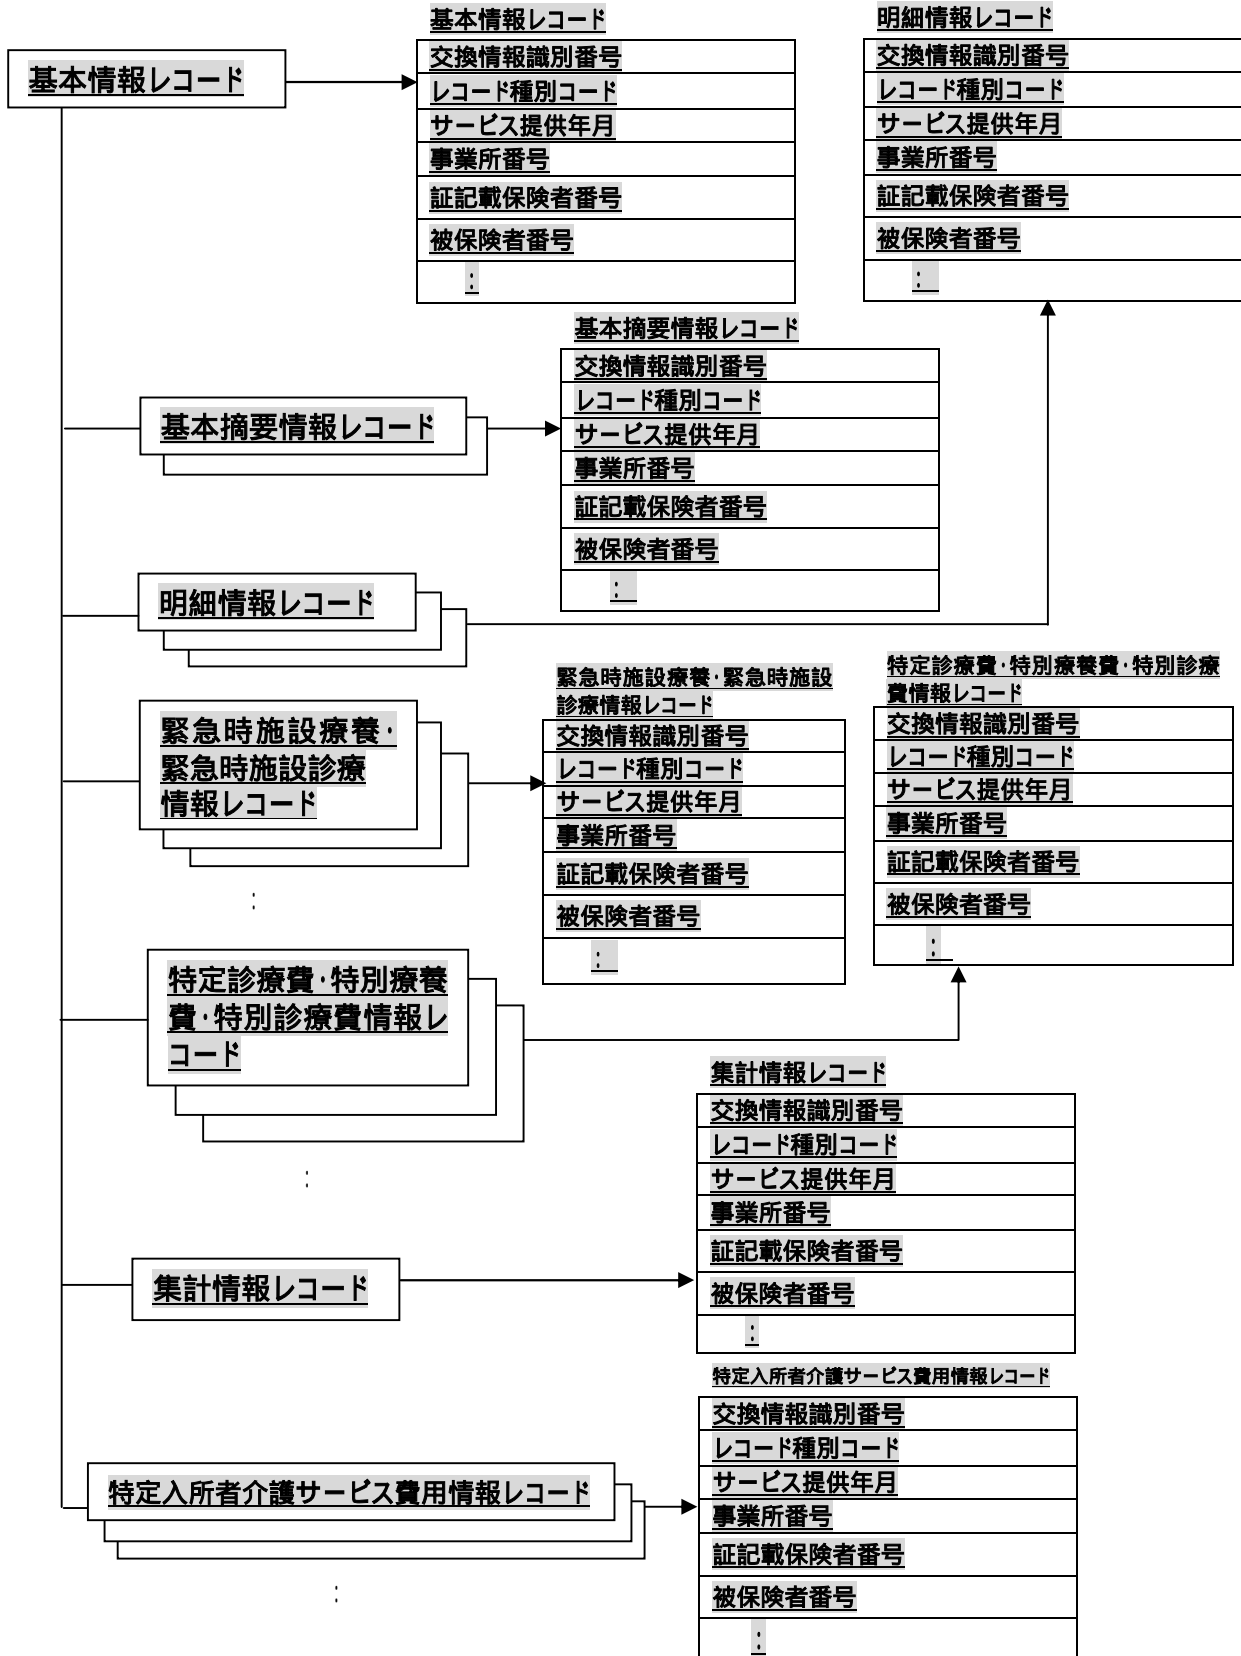 基本情報レコード
基本情報レコード
交換情報識別番号
レコード種別コード
サービス提供年月
事業所番号
証記載保険者番号
被保険者番号
:
明細情報レコード
交換情報識別番号
レコード種別コード
サービス提供年月
事業所番号
証記載保険者番号
被保険者番号
:
基本摘要情報レコード
基本摘要情報レコード
交換情報識別番号
レコード種別コード
サービス提供年月
事業所番号
証記載保険者番号
被保険者番号
:
明細情報レコード
緊急時施設療養・
緊急時施設診療
情報レコード
:
緊急時施設療養・緊急時施設
診療情報レコード
交換情報識別番号
レコード種別コード
サービス提供年月
事業所番号
証記載保険者番号
被保険者番号
:
特定診療費・特別療養費・特別診療
費情報レコード
交換情報識別番号
レコード種別コード
サービス提供年月
事業所番号
証記載保険者番号
被保険者番号
:
特定診療費・特別療養
費・特別診療費情報レ
コード
:
集計情報レコード
集計情報レコード
交換情報識別番号
レコード種別コード
サービス提供年月
事業所番号
証記載保険者番号
被保険者番号
:
特定入所者介護サービス費用情報レコード
:
特定入所者介護サービス費用情報レコード
交換情報識別番号
レコード種別コード
サービス提供年月
事業所番号
証記載保険者番号
被保険者番号
: